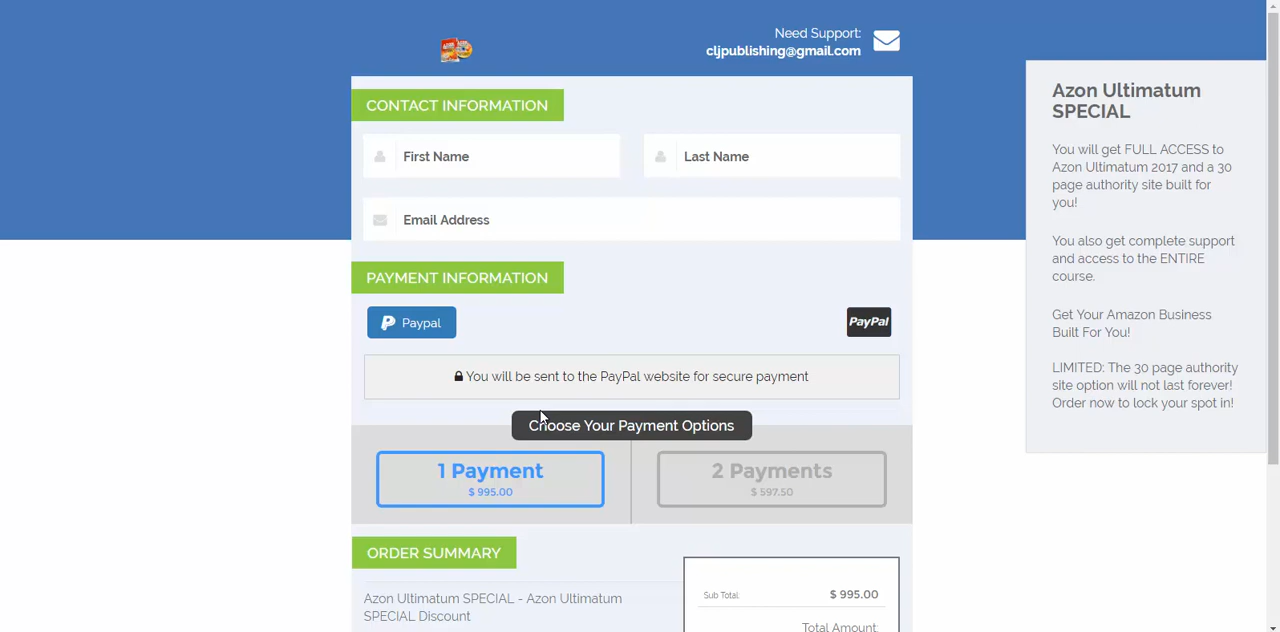 Need Support:
cljpublishing@gmail.com
CONTACT INFORMATION
First Name
Last Name
Email Address
PAYMENT INFORMATION
Paypal
PayPal
You will be sent to the PayPal website for secure payment
Choose Your Payment Options
1 Payment
$ 995.00
2 Payments
$ 597.50
ORDER SUMMARY
Azon Ultimatum SPECIAL - Azon Ultimatum
SPECIAL Discount
Sub Total: $ 995.00
Total Amount:
Azon Ultimatum
SPECIAL
You will get FULL ACCESS to
Azon Ultimatum 2017 and a 30
page authority site built for
you!
You also get complete support
and access to the ENTIRE
course.
Get Your Amazon Business
Built For You!
LIMITED: The 30 page authority
site option will not last forever!
Order now to lock your spot in!